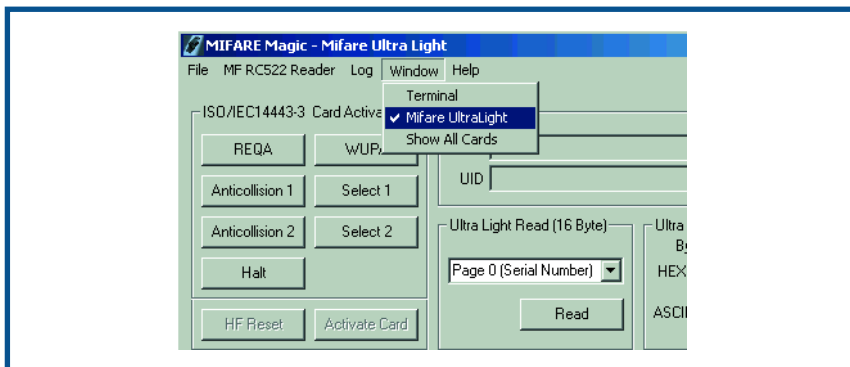 MIFARE Magic - Mifare Ultra Light
File MF RC522 Reader Log Window Help
Terminal
Mifare UltraLight
Show All Cards
ISO/IEC14443-3 Card Activa
REQA
WUP
Anticollision 1
Select 1
Anticollision 2
Select 2
Halt
HF Reset
Activate Card
UID
Ultra Light Read (16 Byte)
Page 0 (Serial Number)
Read
Ultra
HEX